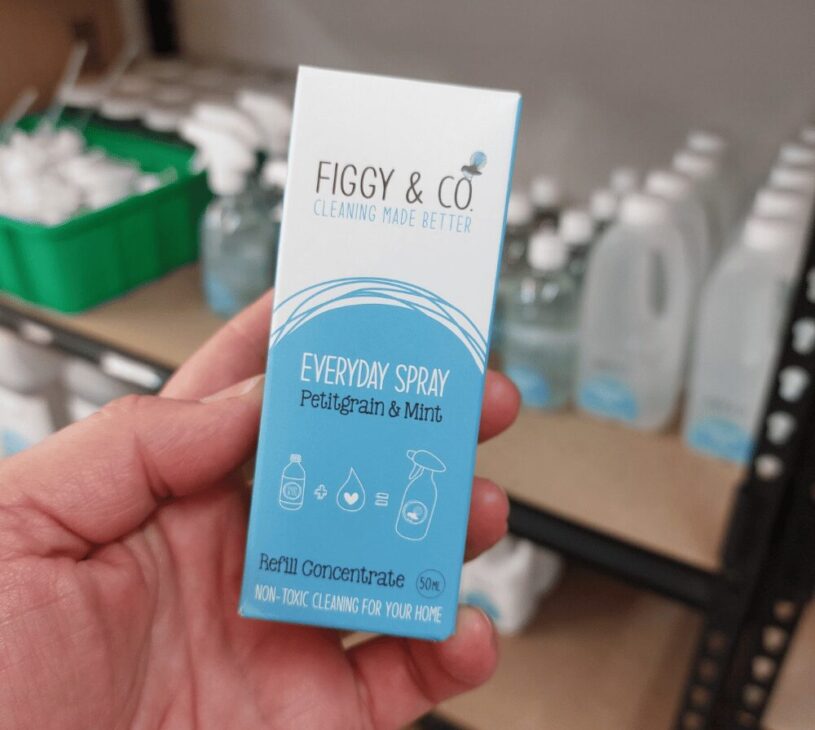 FIGGY & CO.
CLEANING MADE BETTER
EVERYDAY SPRAY
Petitgrain & Mint
Refill Concentrate 50ML
NON-TOXIC CLEANING FOR YOUR HOME